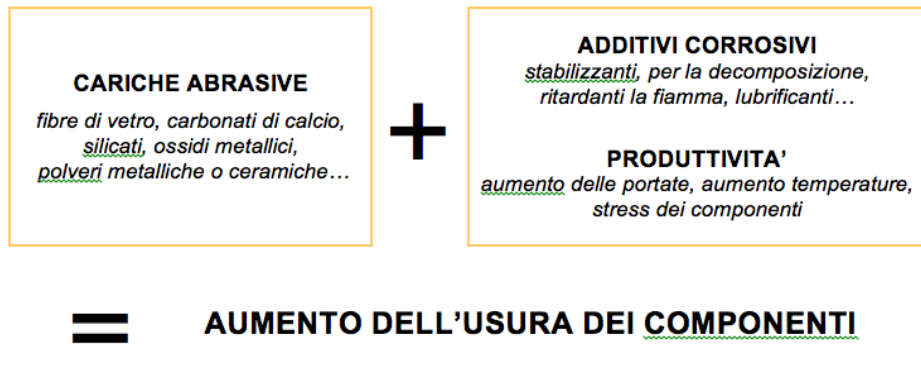 CARICHE ABRASIVE
fibre di vetro, carbonati di calcio,
silicati, ossidi metallici,
polveri metalliche o ceramiche…
+
ADDITIVI CORROSIVI
stabilizzanti, per la decomposizione,
ritardanti la fiamma, lubrificanti…
PRODUTTIVITA’
aumento delle portate, aumento temperature,
stress dei componenti
= AUMENTO DELL’USURA DEI COMPONENTI